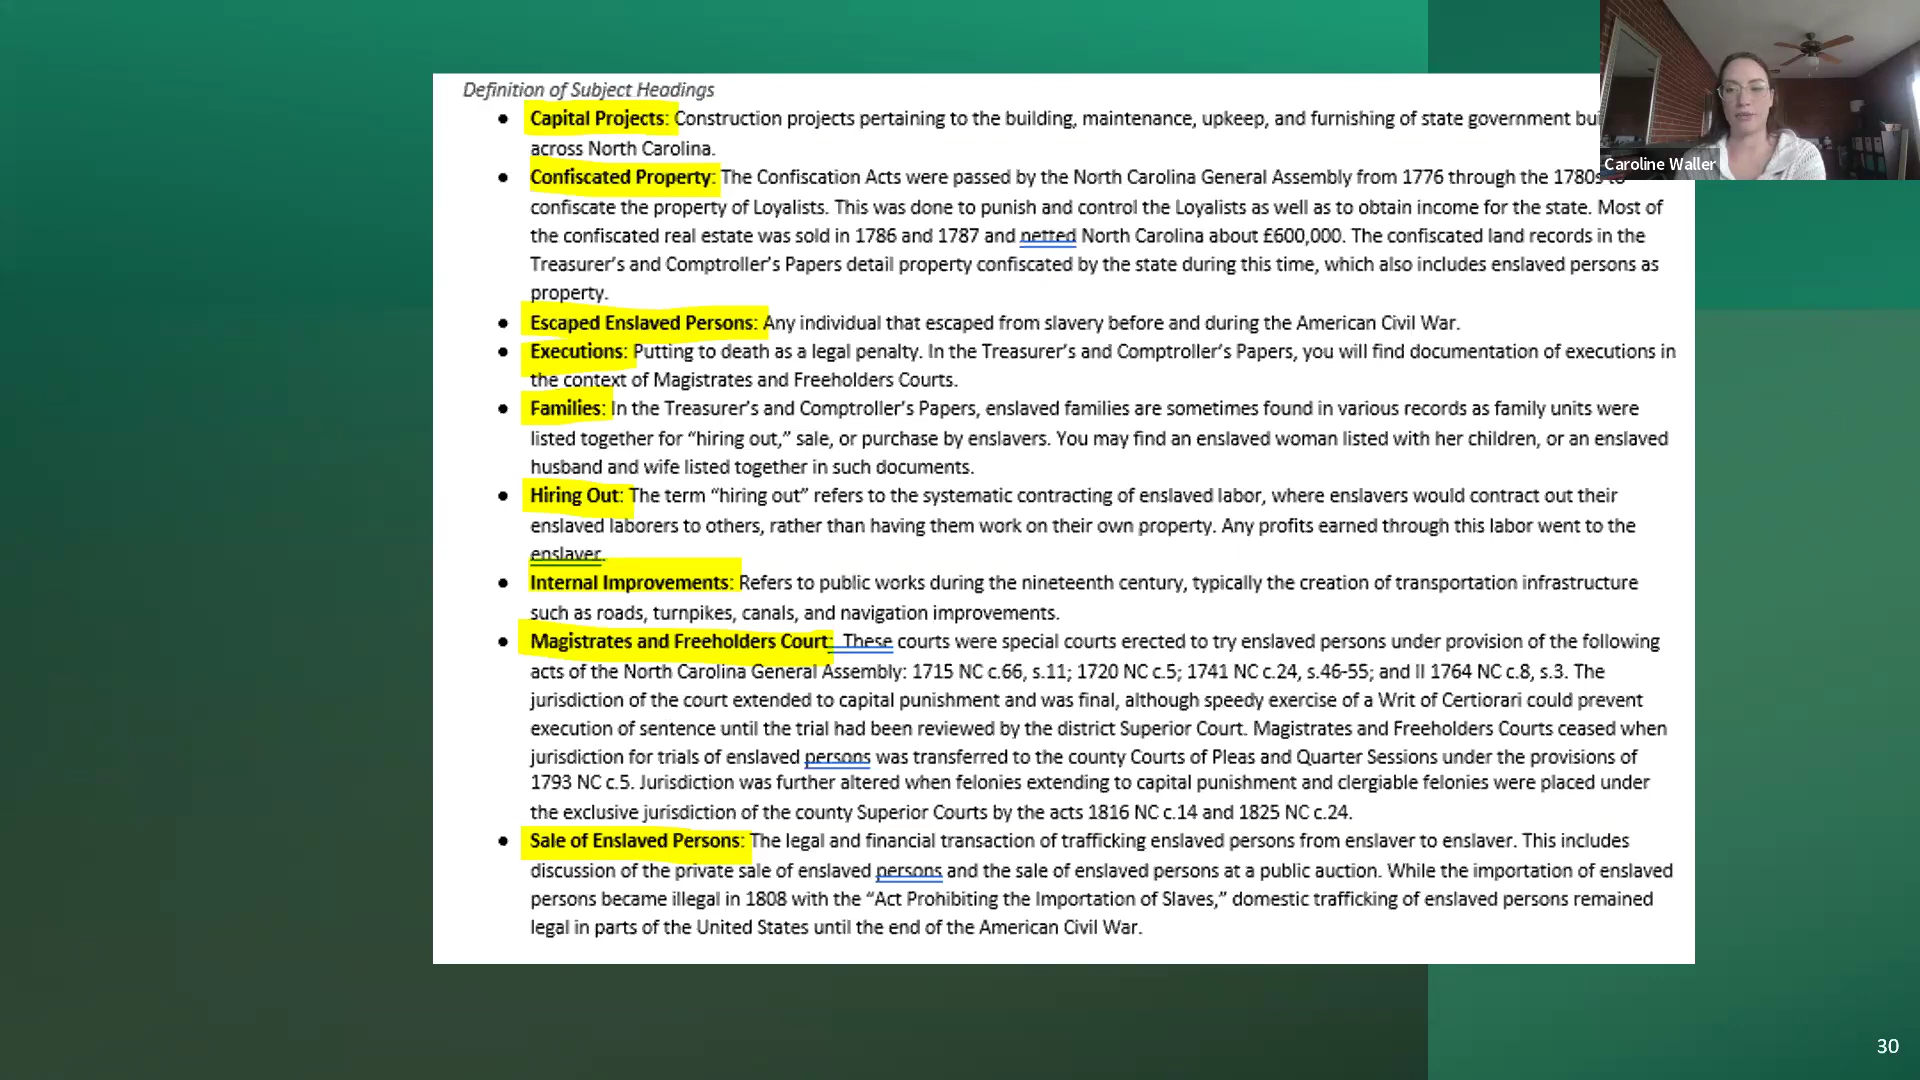 Definition of Subject Headings
• Capital Projects: Construction projects pertaining to the building, maintenance, upkeep, and furnishing of state government
across North Carolina.
• Confiscated Property: The Confiscation Acts were passed by the North Carolina General Assembly from 1776 through the 1780s to
confiscate the property of Loyalists. This was done to punish and control the Loyalists as well as to obtain income for the state. Most of
the confiscated real estate was sold in 1786 and 1787 and netted North Carolina about £600,000. The confiscated land records in the
Treasurer's and Comptroller's Papers detail property confiscated by the state during this time, which also includes enslaved persons as
property.
• Escaped Enslaved Persons: Any individual that escaped from slavery before and during the American Civil War.
• Executions: Putting to death as a legal penalty. In the Treasurer's and Comptroller's Papers, you will find documentation of executions in
the context of Magistrates and Freeholders Courts.
• Families: In the Treasurer's and Comptroller's Papers, enslaved families are sometimes found in various records as family units were
listed together for “hiring out,” sale, or purchase by enslavers. You may find an enslaved woman listed with her children, or an enslaved
husband and wife listed together in such documents.
• Hiring Out: The term “hiring out” refers to the systematic contracting of enslaved labor, where enslavers would contract out their
enslaved laborers to others, rather than having them work on their own property. Any profits earned through this labor went to the
enslaver.
• Internal Improvements: Refers to public works during the nineteenth century, typically the creation of transportation infrastructure
such as roads, turnpikes, canals, and navigation improvements.
• Magistrates and Freeholders Court: These courts were special courts erected to try enslaved persons under provision of the following
acts of the North Carolina General Assembly: 1715 NC c.66, s.11; 1720 NC c.5; 1741 NC c.24, s.46-55; and II 1764 NC c.8, s.3. The
jurisdiction of the court extended to capital punishment and was final, although speedy exercise of a Writ of Certiorari could prevent
execution of sentence until the trial had been reviewed by the district Superior Court. Magistrates and Freeholders Courts ceased when
jurisdiction for trials of enslaved persons was transferred to the county Courts of Pleas and Quarter Sessions under the provisions of
1793 NC c.5. Jurisdiction was further altered when felonies extending to capital punishment and clergiable felonies were placed under
the exclusive jurisdiction of the county Superior Courts by the acts 1816 NC c.14 and 1825 NC c.24.
• Sale of Enslaved Persons: The legal and financial transaction of trafficking enslaved persons from enslaver to enslaver. This includes
discussion of the private sale of enslaved persons and the sale of enslaved persons at a public auction. While the importation of enslaved
persons became illegal in 1808 with the “Act Prohibiting the Importation of Slaves,” domestic trafficking of enslaved persons remained
legal in parts of the United States until the end of the American Civil War.
Caroline Waller
30